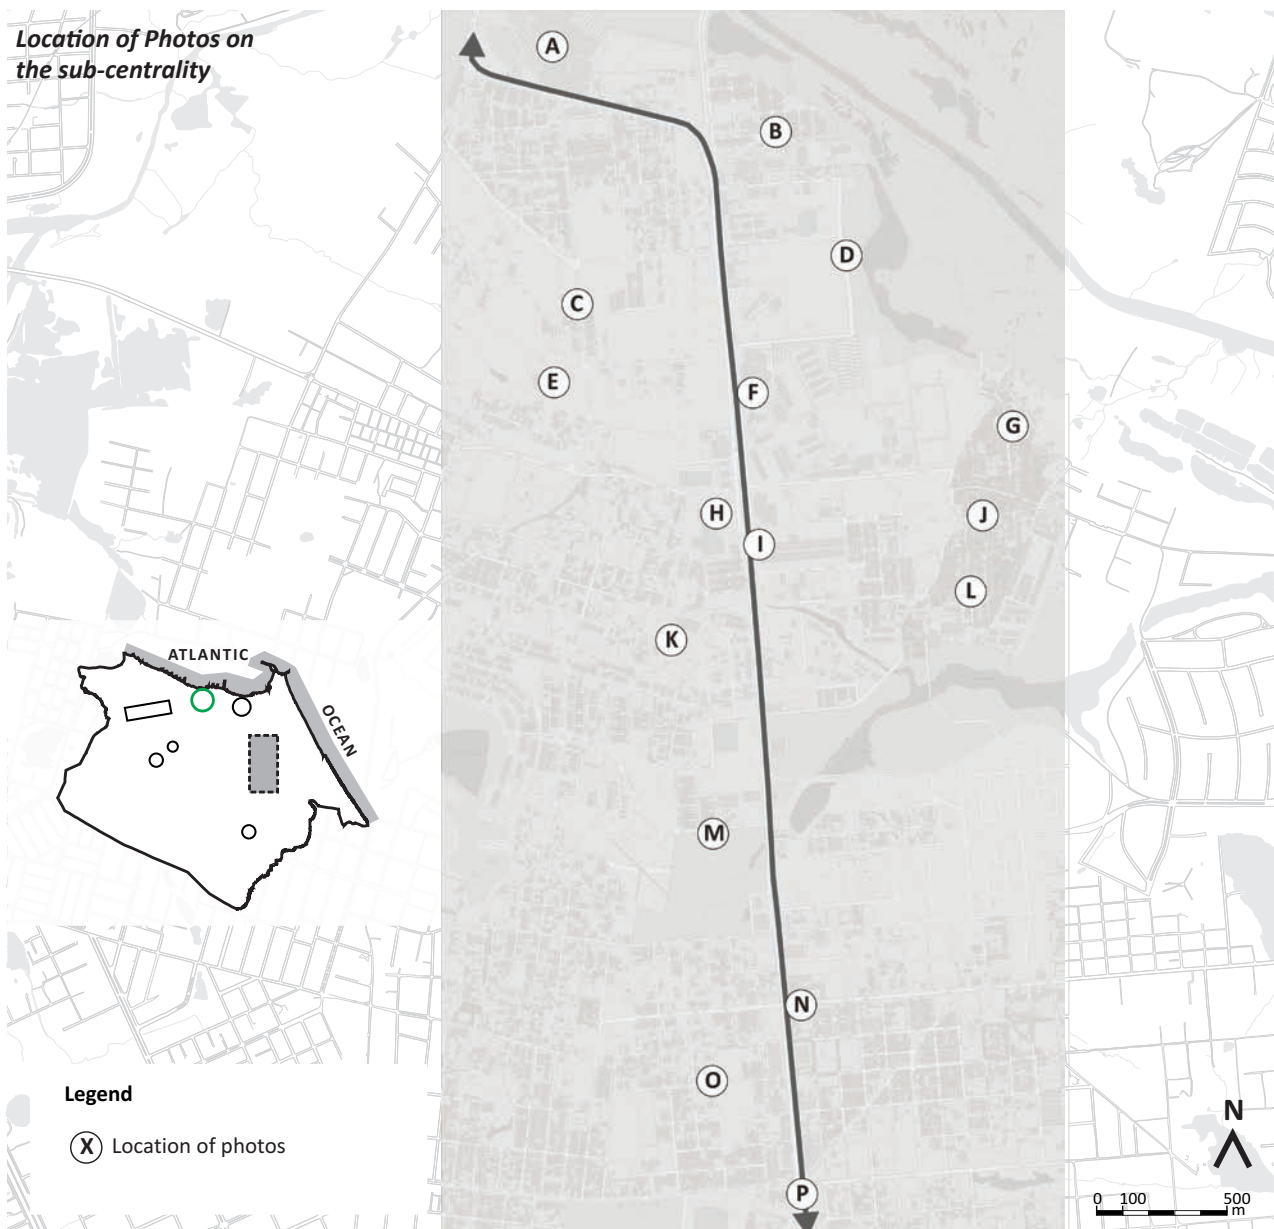 Location of Photos on
the sub-centrality
A
B
D
C
E
F
G
H
J
I
L
K
ATLANTIC
OCEAN
M
N
O
P
Legend
X Location of photos
N
0 100 500
m